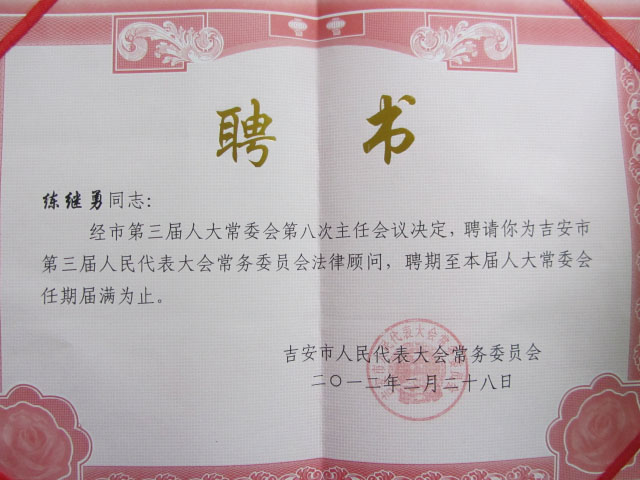 聘书
练继勇同志：
经市第三届人大常委会第八次主任会议决定，聘请你为吉安市
第三届人民代表大会常务委员会法律顾问，聘期至本届人大常委会
任期届满为止。
吉安市人民代表大会常务委员会
二〇一二年二月二十八日